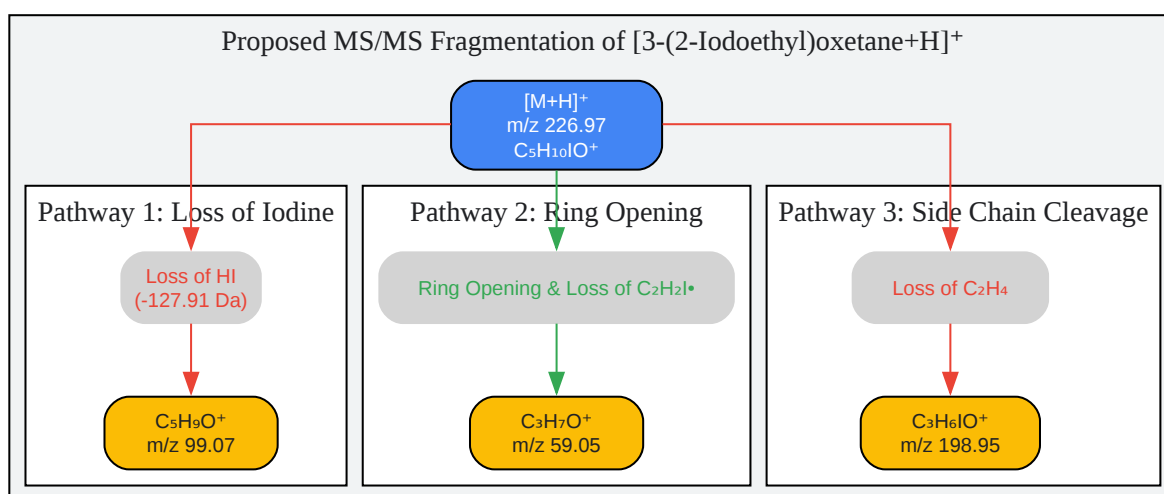 Proposed MS/MS Fragmentation of [3-(2-Iodoethyl)oxetane+H]⁺
[M+H]⁺
m/z 226.97
C₅H₁₀IO⁺
Pathway 1: Loss of Iodine
Loss of HI
(-127.91 Da)
C₅H₉O⁺
m/z 99.07
Pathway 2: Ring Opening
Ring Opening & Loss of C₂H₂I•
C₃H₇O⁺
m/z 59.05
Pathway 3: Side Chain Cleavage
Loss of C₂H₄
C₃H₆IO⁺
m/z 198.95